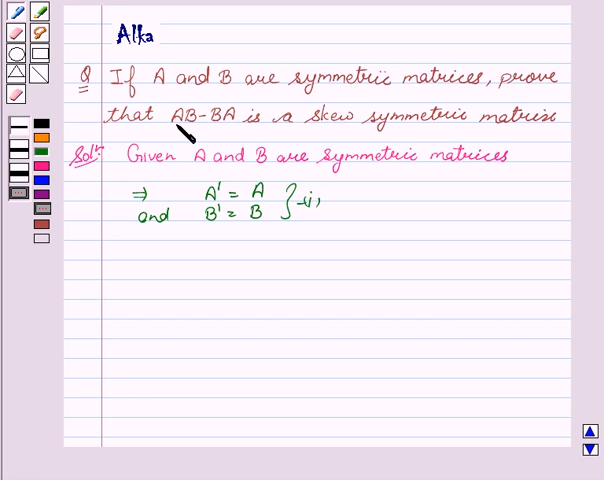 Alka
Q If A and B are symmetric matrices, prove
that AB-BA is a skew symmetric matrix
Solⁿ: Given A and B are symmetric matrices
⇒ A' = A
and B' = B } -(i)